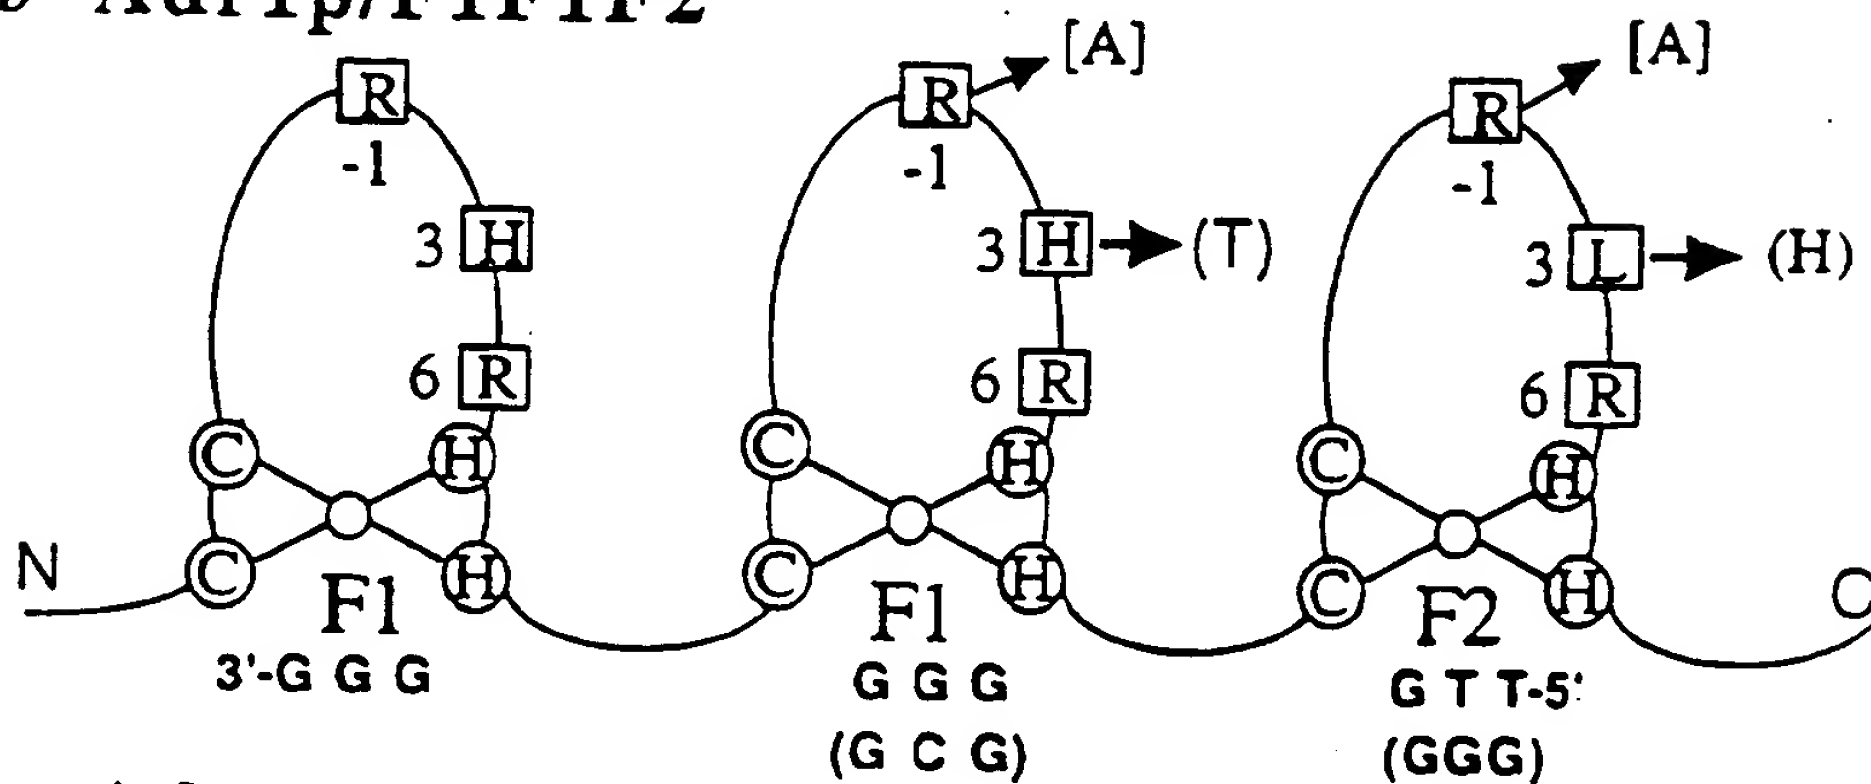 [A] [A]
R R R
-1 -1 -1
3 H 3 H (T) 3 L (H)
6 R 6 R 6 R
C H C H C H
N C H C H C H C
F1 F1 F2
3'-G G G G G G G T T-5'
(G C G) (GGG)